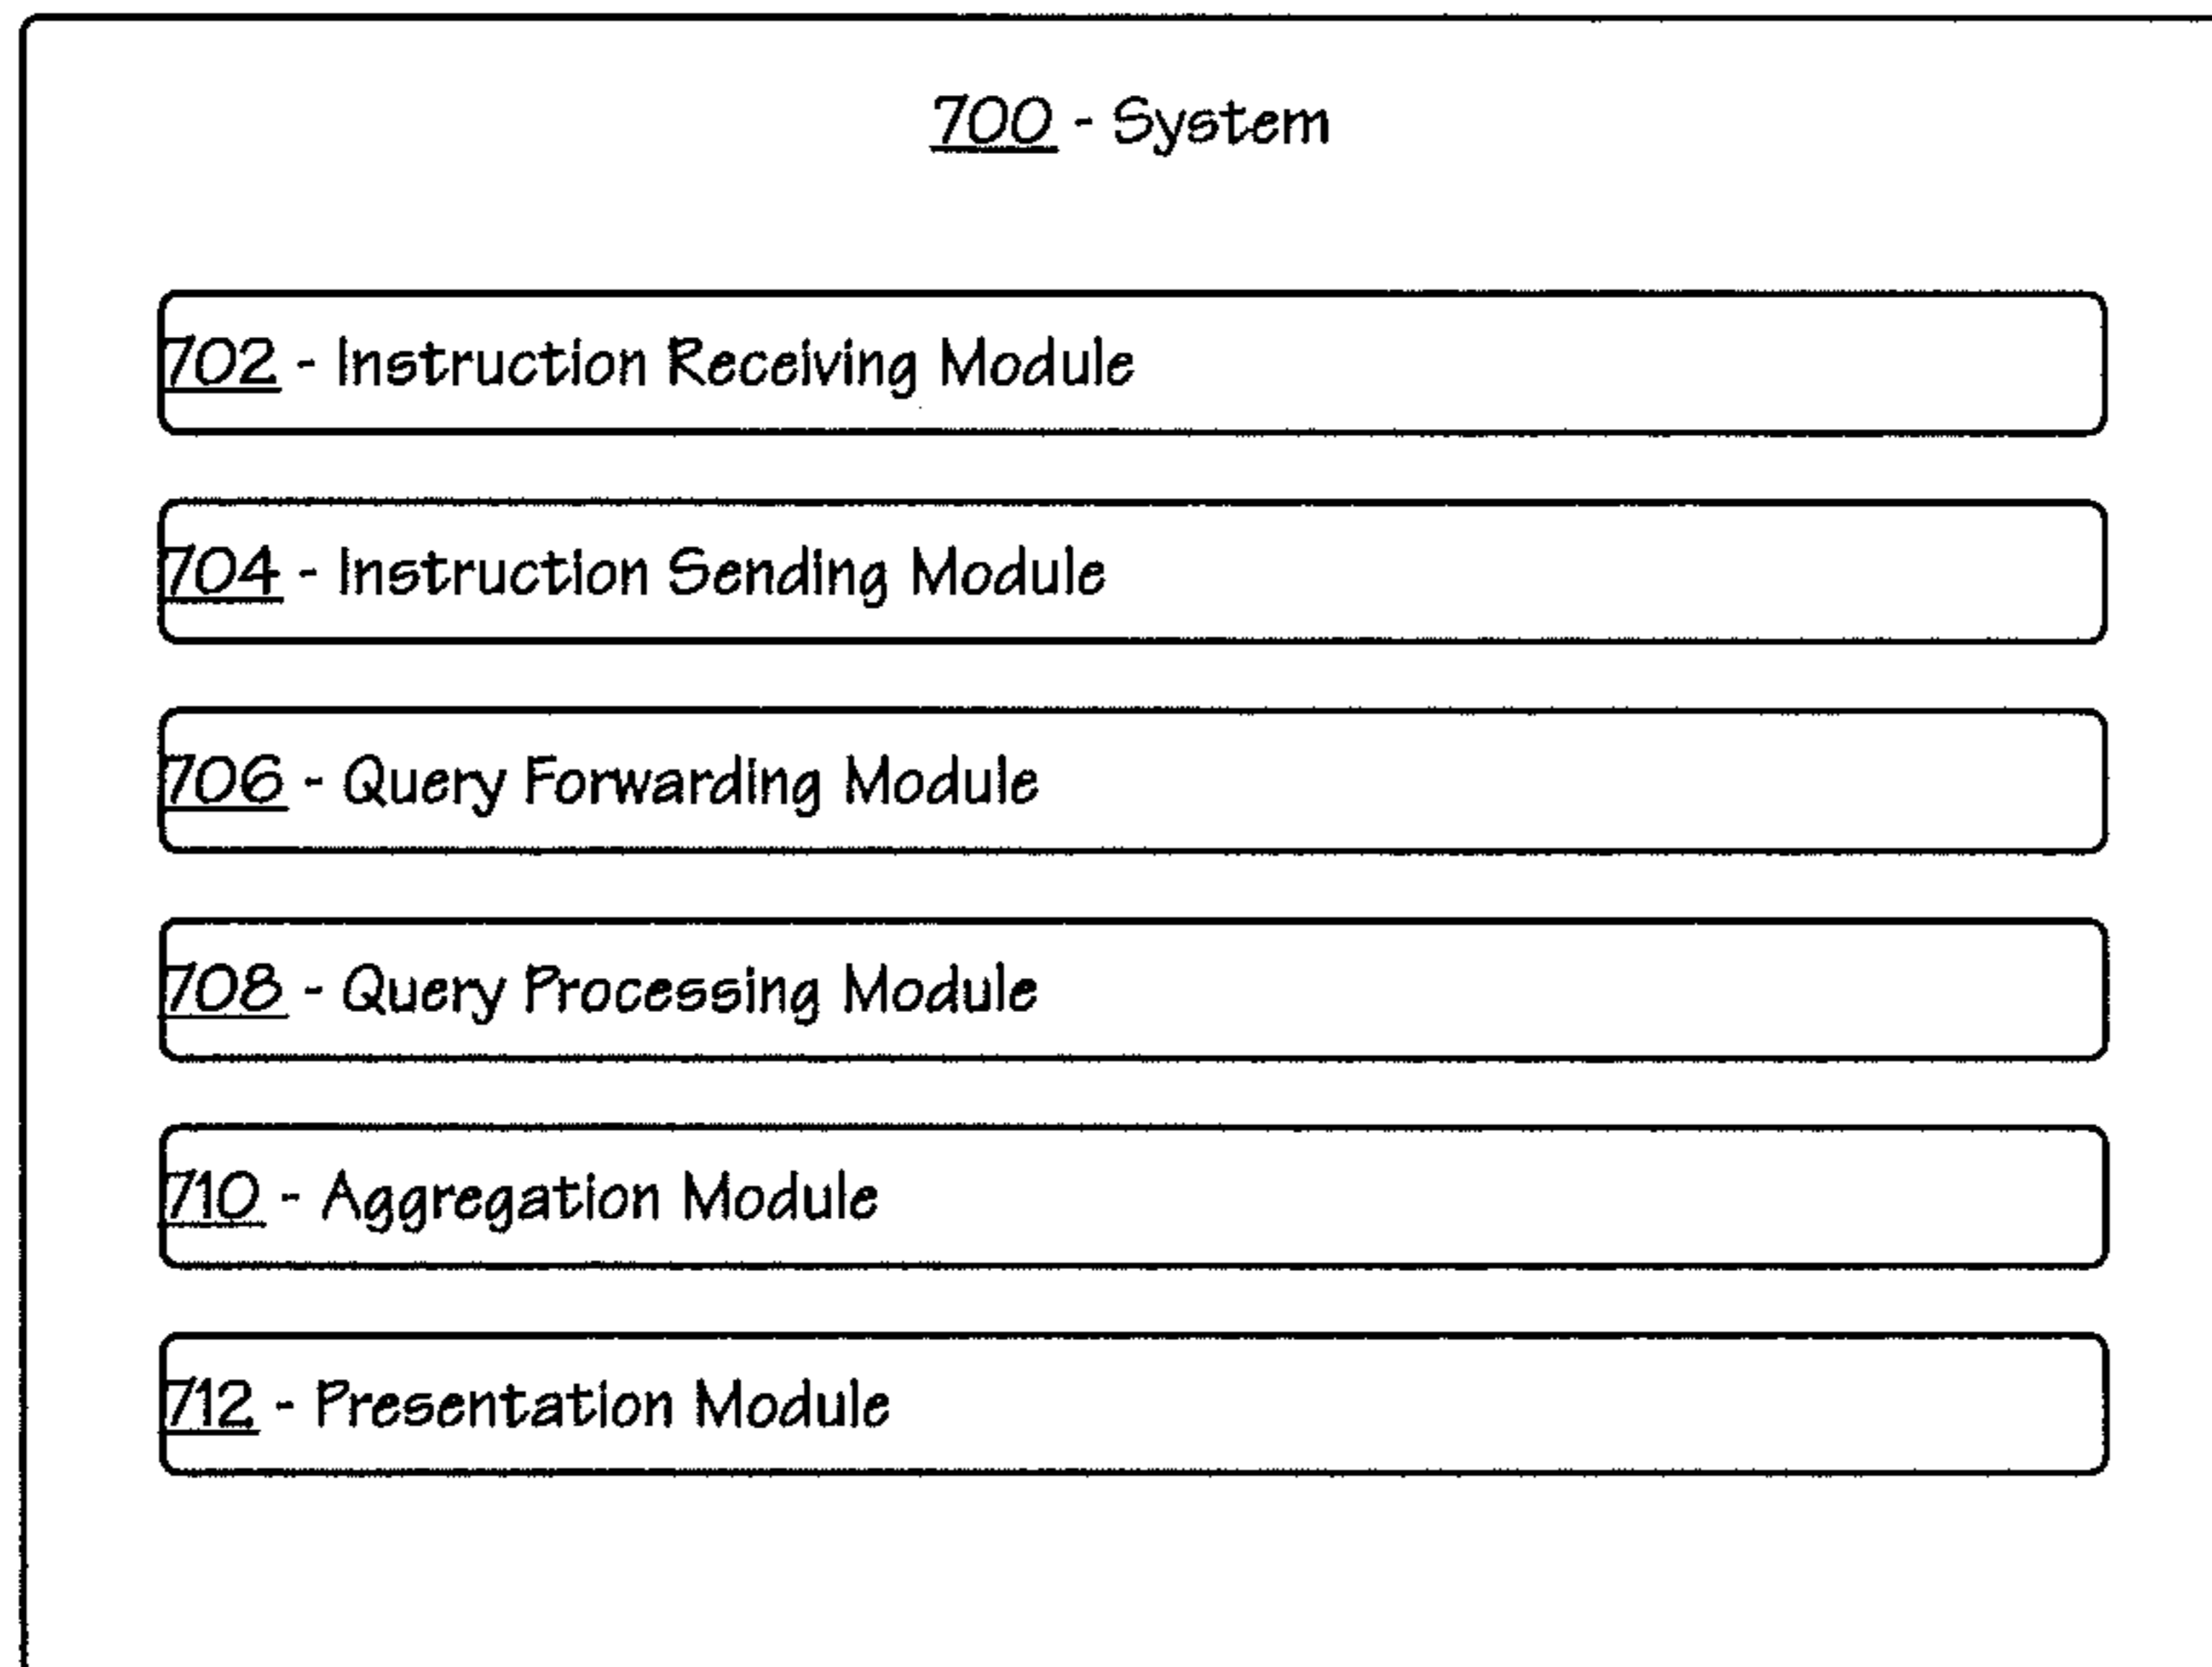 700 - System
702 - Instruction Receiving Module
704 - Instruction Sending Module
706 - Query Forwarding Module
708 - Query Processing Module
710 - Aggregation Module
712 - Presentation Module